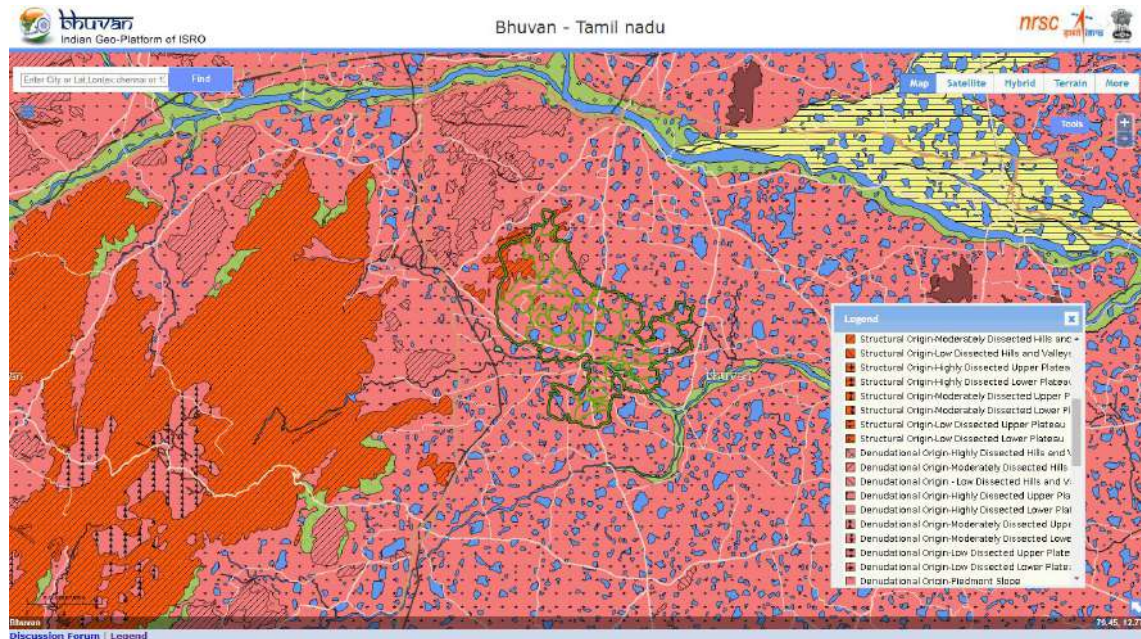 bhuvan
Indian Geo-Platform of ISRO
Bhuvan - Tamil nadu
nrsc
Find
Map Satellite Hybrid Terrain More
Tools
+
bhuvan
Legend
Structural Origin-Moderately Dissected Hills and
Structural Origin-Low Dissected Hills and Valleys
Structural Origin-Highly Dissected Upper Plateau
Structural Origin-Highly Dissected Lower Plateau
Structural Origin-Moderately Dissected Upper P
Structural Origin-Moderately Dissected Lower Pl
Structural Origin-Low Dissected Upper Plateau
Structural Origin-Low Dissected Lower Plateau
Denudational Origin-Highly Dissected Hills and V
Denudational Origin-Moderately Dissected Hills
Denudational Origin - Low Dissected Hills and Va
Denudational Origin-Highly Dissected Upper Pla
Denudational Origin-Highly Dissected Lower Plat
Denudational Origin-Moderately Dissected Uppe
Denudational Origin-Moderately Dissected Lowe
Denudational Origin-Low Dissected Upper Plate
Denudational Origin-Low Dissected Lower Platea
Denudational Origin-Piedmont Slope
Bhuvan
79.45, 12.7
Discussion Forum | Legend